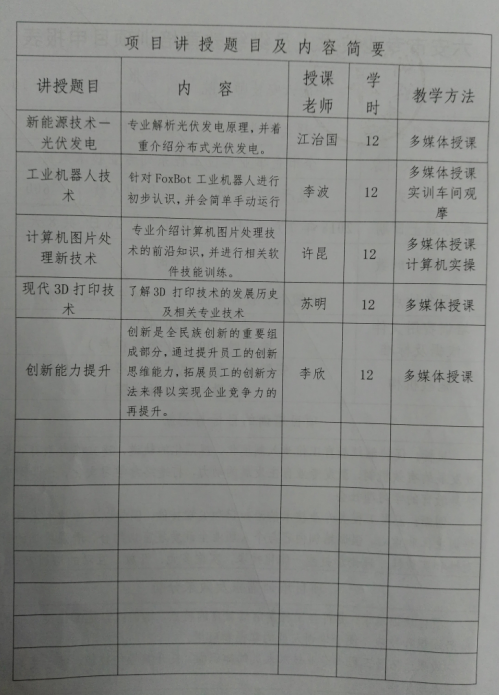 项目讲授题目及内容简要
讲授题目 内容 授课老师 学时 教学方法
新能源技术—
光伏发电
专业解析光伏发电原理，并着
重介绍分布式光伏发电。
江治国
12
多媒体授课
工业机器人技
术
针对FoxBot工业机器人进行
初步认识，并会简单手动运行
李波
12
多媒体授课
实训车间观
摩
计算机图片处
理新技术
专业介绍计算机图片处理技
术的前沿知识，并进行相关软
件技能训练。
许昆
12
多媒体授课
计算机实操
现代3D打印技
术
了解3D 打印技术的发展历史
及相关专业技术
苏明
12
多媒体授课
创新能力提升
创新是全民族创新的重要组
成部分，通过提升员工的创新
思维能力，拓展员工的创新方
法来得以实现企业竞争力的
再提升。
李欣
12
多媒体授课